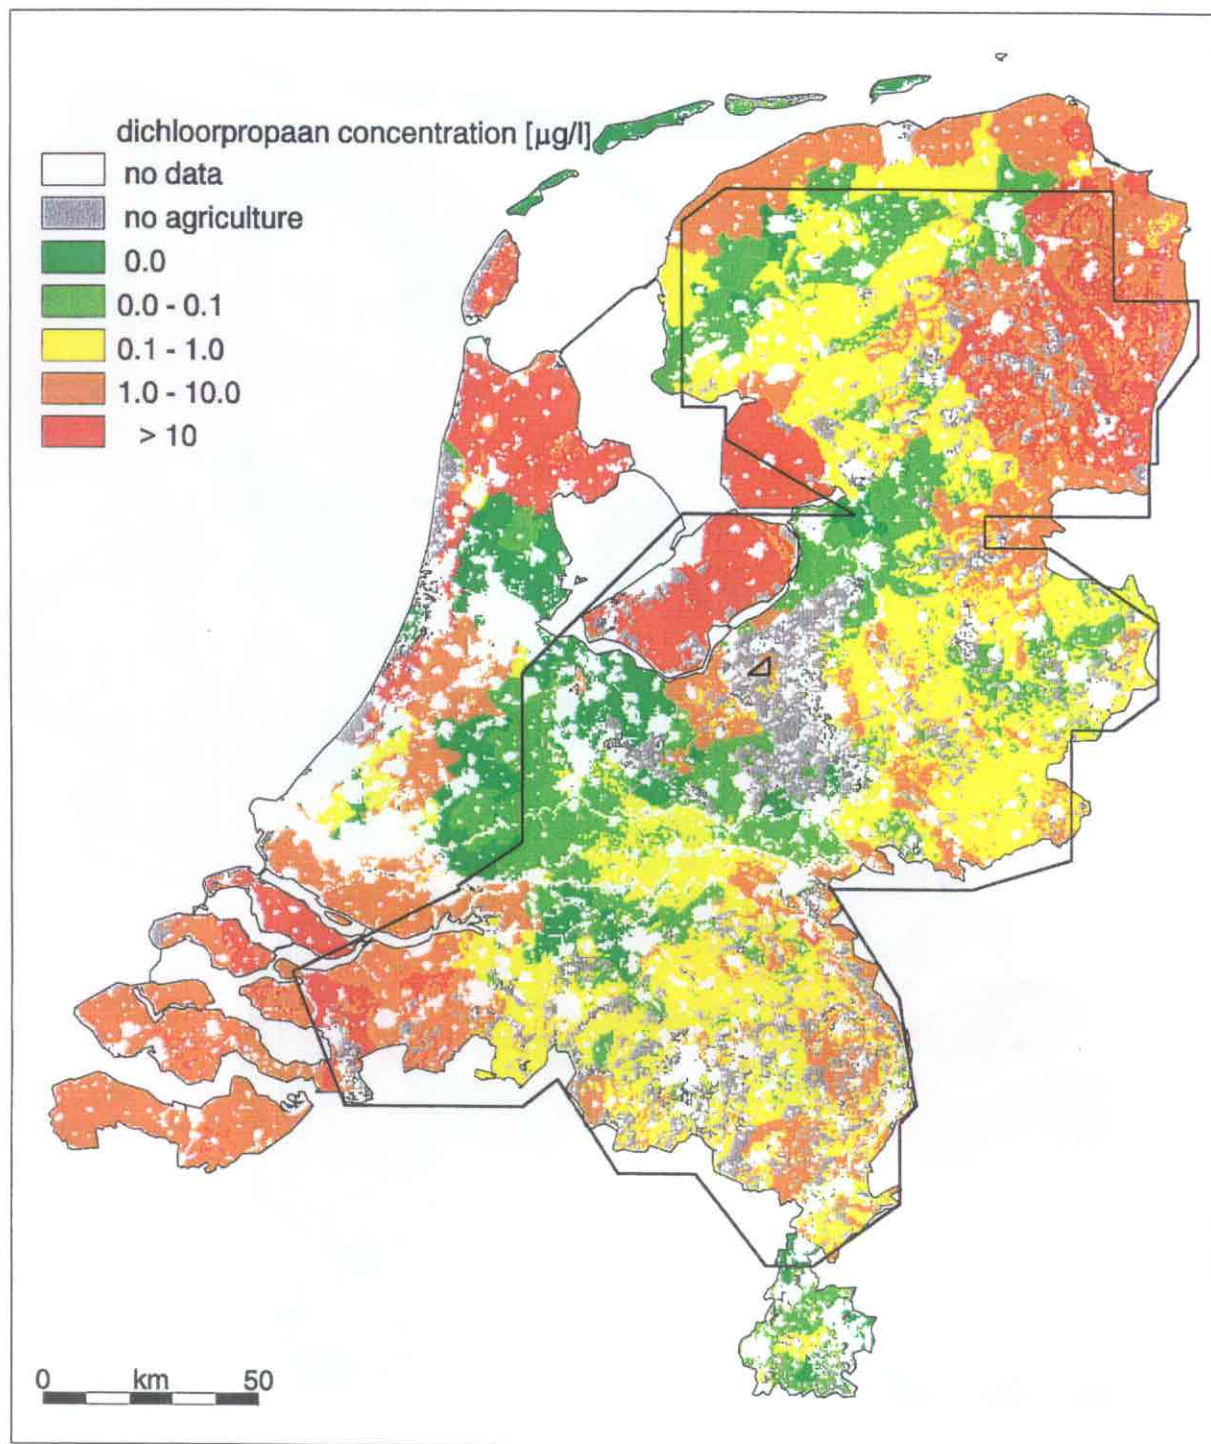 dichloorpropaan concentration [µg/l]
no data
no agriculture
0.0
0.0 - 0.1
0.1 - 1.0
1.0 - 10.0
> 10
0 km 50